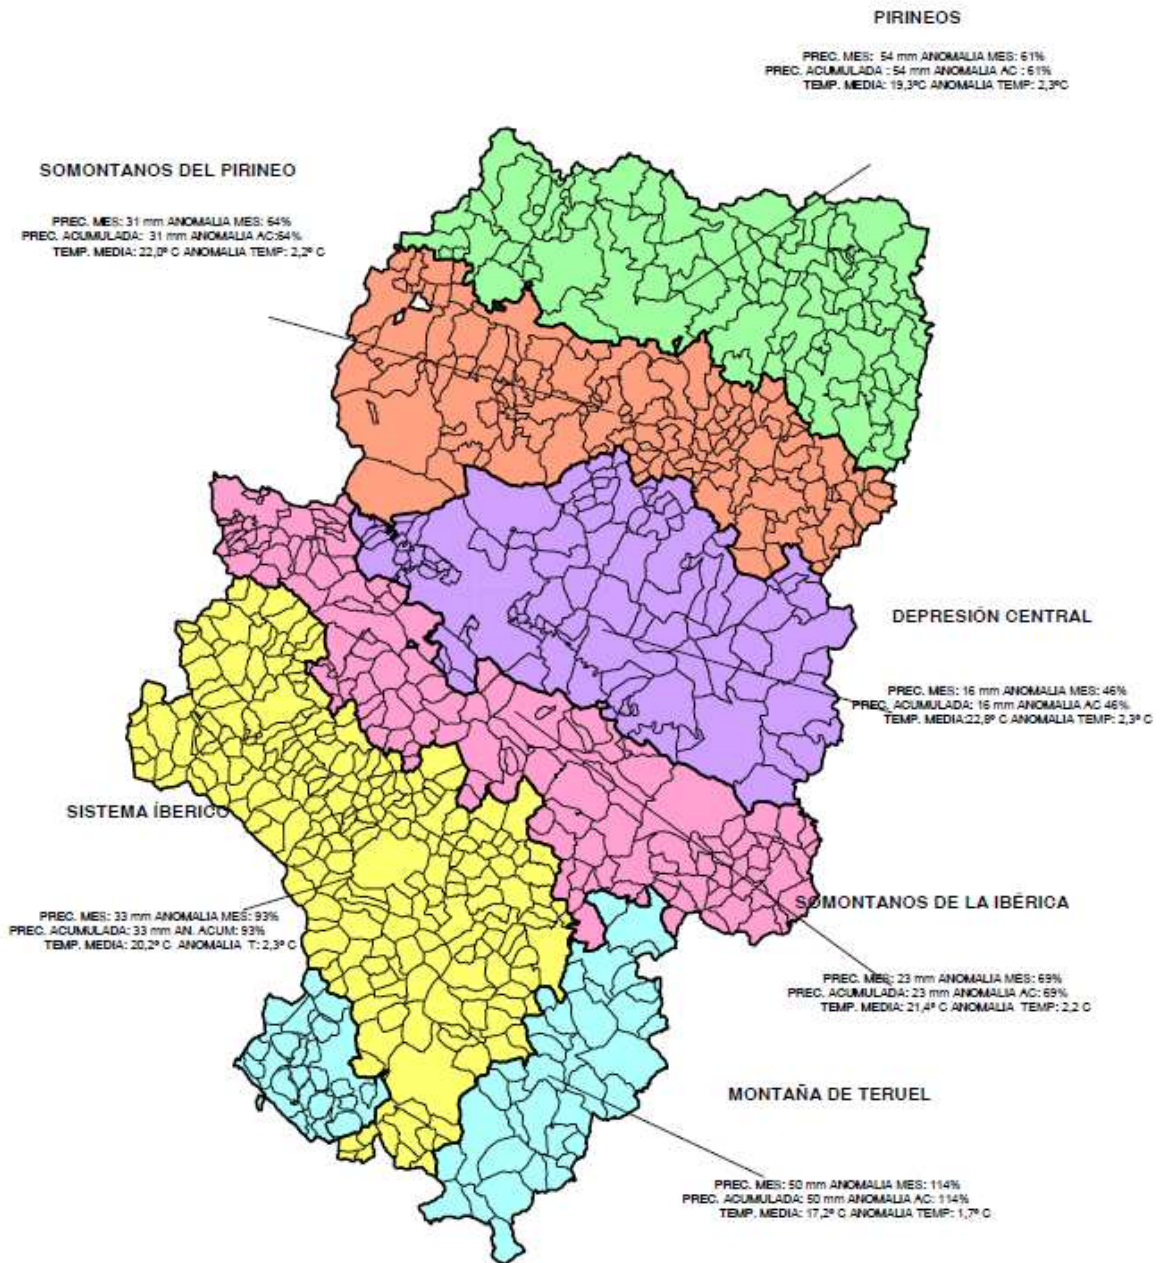 PIRINEOS
PREC. MES: 54 mm ANOMALIA MES: 61%
PREC. ACUMULADA : 54 mm ANOMALIA AC : 61%
TEMP. MEDIA: 19,3ºC ANOMALIA TEMP: 2,3ºC
SOMONTANOS DEL PIRINEO
PREC. MES: 31 mm ANOMALIA MES: 64%
PREC. ACUMULADA: 31 mm ANOMALIA AC:64%
TEMP. MEDIA: 22,0º C ANOMALIA TEMP: 2,2º C
DEPRESIÓN CENTRAL
PREC. MES: 16 mm ANOMALIA MES: 46%
PREC. ACUMULADA: 16 mm ANOMALIA AC 46%
TEMP. MEDIA:22,8º C ANOMALIA TEMP: 2,3º C
SISTEMA ÍBERICO
PREC. MES: 33 mm ANOMALIA MES: 93%
PREC. ACUMULADA: 33 mm AN. ACUM: 93%
TEMP. MEDIA: 20,2º C ANOMALIA T: 2,3º C
SOMONTANOS DE LA IBÉRICA
PREC. MES: 23 mm ANOMALIA MES: 69%
PREC. ACUMULADA: 23 mm ANOMALIA AC: 69%
TEMP. MEDIA: 21,4º C ANOMALIA TEMP: 2,2 C
MONTAÑA DE TERUEL
PREC. MES: 50 mm ANOMALIA MES: 114%
PREC. ACUMULADA: 50 mm ANOMALIA AC: 114%
TEMP. MEDIA: 17,2º C ANOMALIA TEMP: 1,7º C